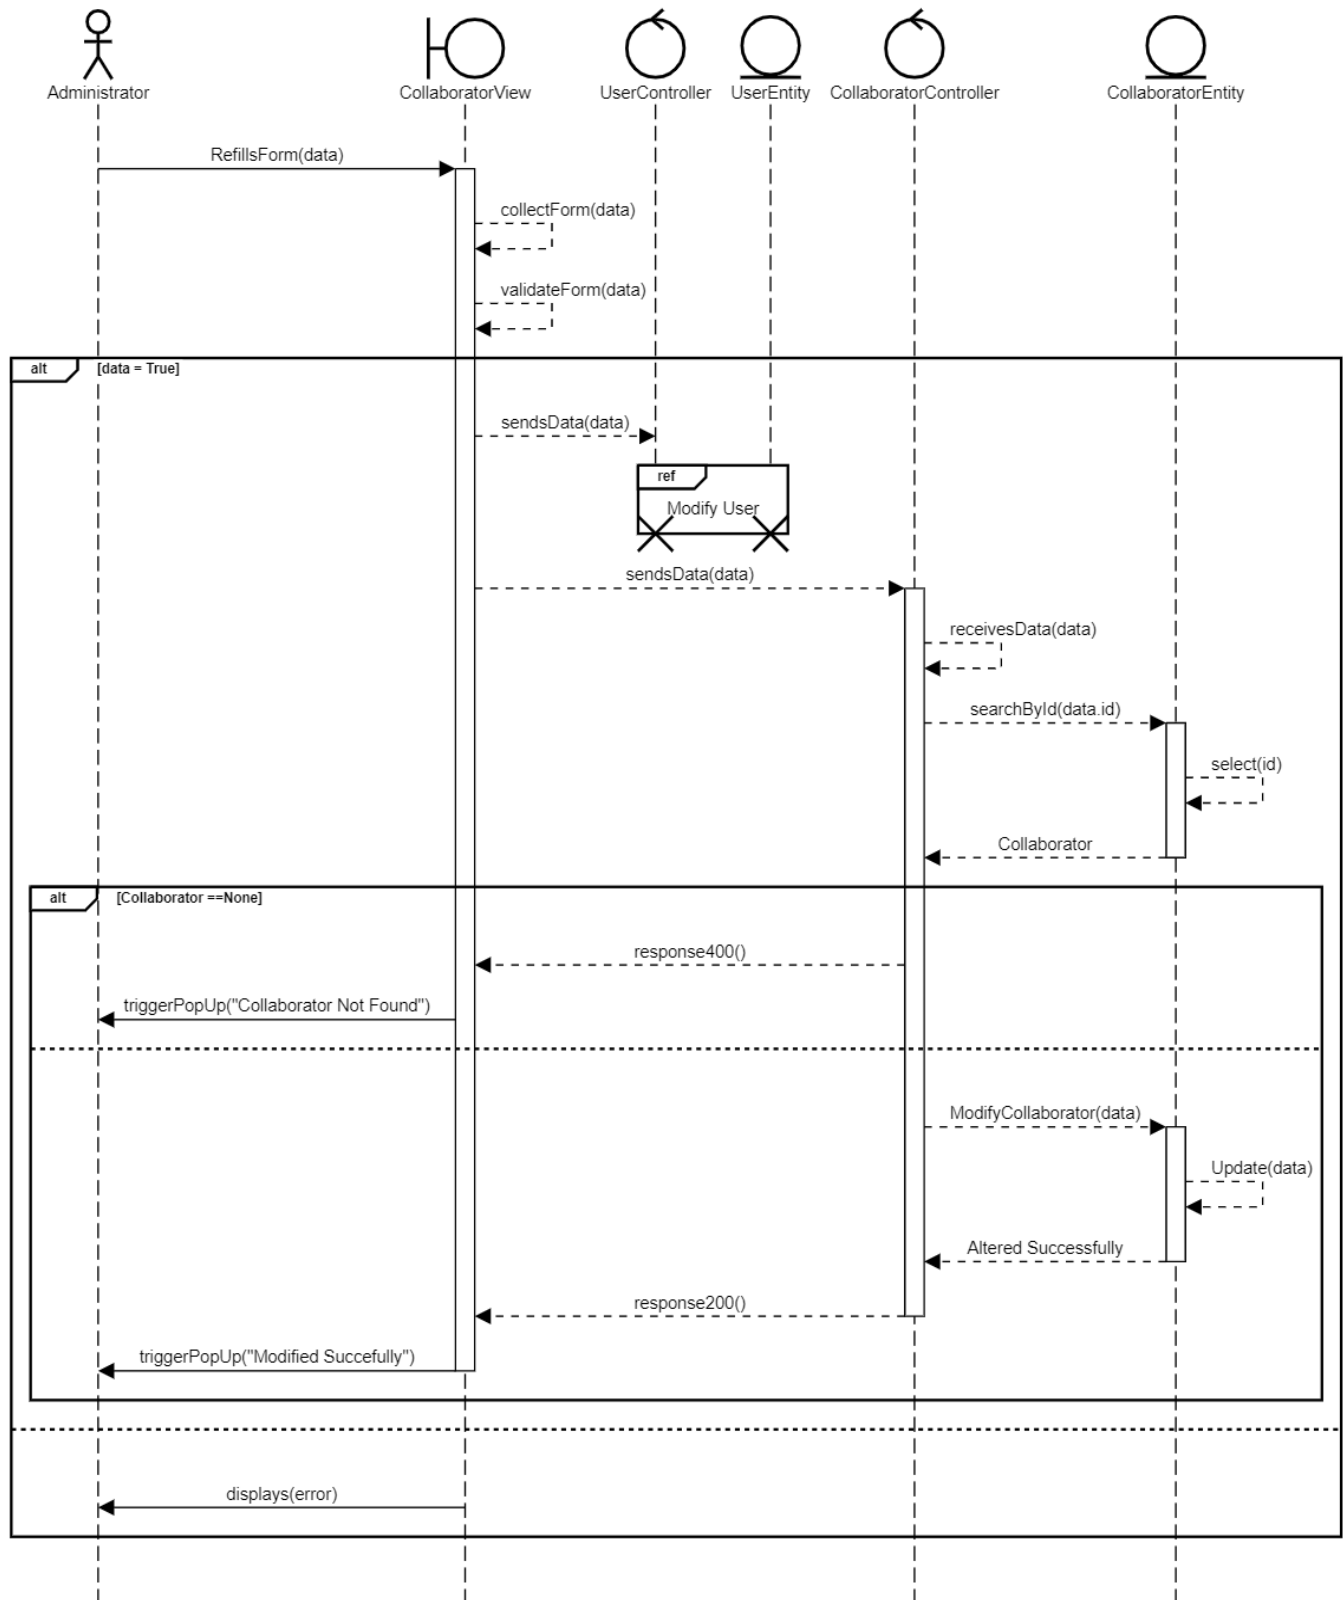 Administrator
CollaboratorView
UserController
UserEntity
CollaboratorController
CollaboratorEntity
RefillsForm(data)
collectForm(data)
validateForm(data)
alt
[data = True]
sendsData(data)
ref
Modify User
sendsData(data)
receivesData(data)
searchById(data.id)
select(id)
Collaborator
alt
[Collaborator ==None]
response400()
triggerPopUp("Collaborator Not Found")
ModifyCollaborator(data)
Update(data)
Altered Successfully
response200()
triggerPopUp("Modified Succefully")
displays(error)